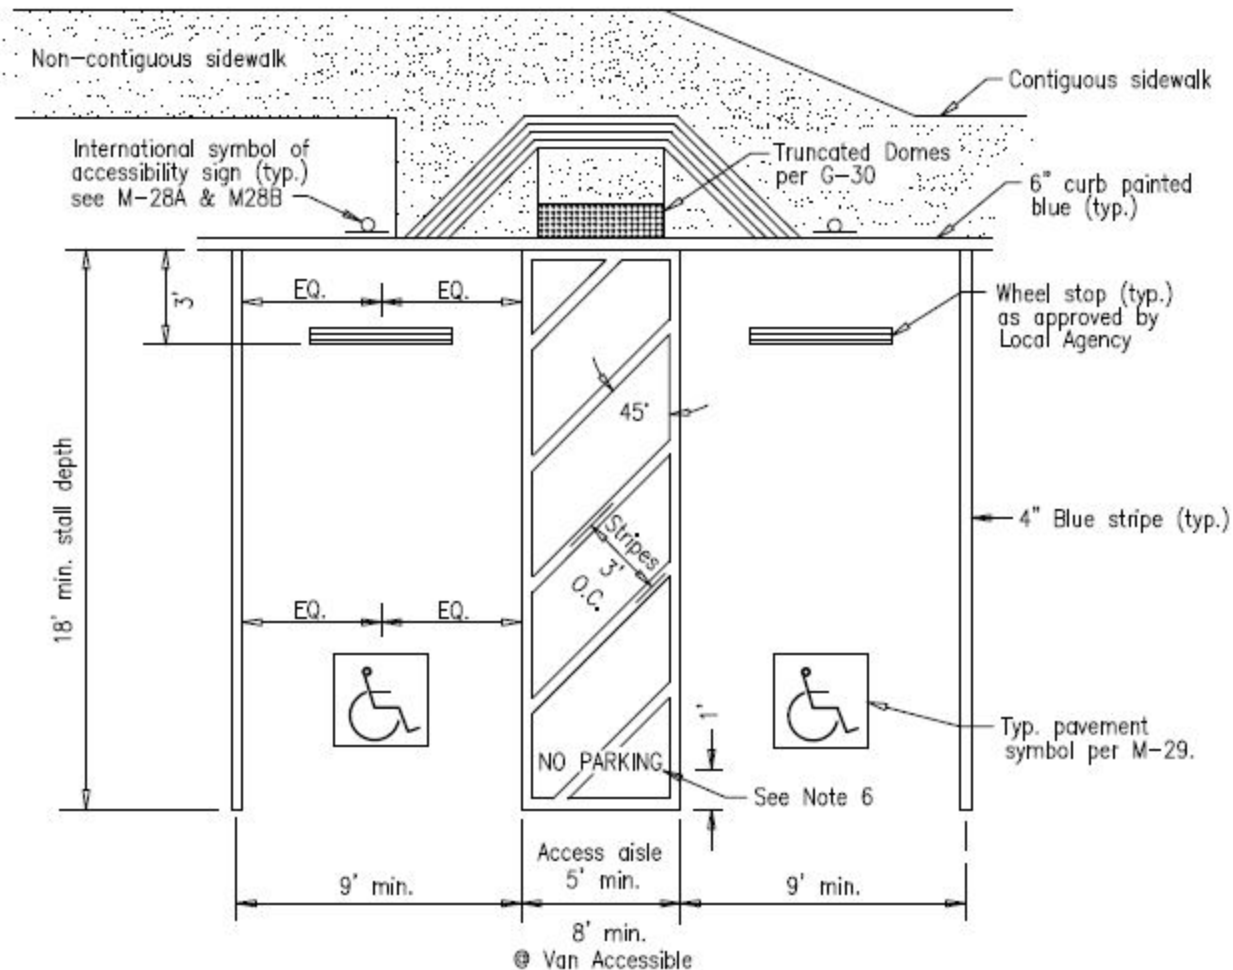 Non-contiguous sidewalk
Contiguous sidewalk
International symbol of
accessibility sign (typ.)
see M-28A & M28B
Truncated Domes
per G-30
6" curb painted
blue (typ.)
3'
EQ.
EQ.
Wheel stop (typ.)
as approved by
Local Agency
45°
18' min. stall depth
Stripes
3'
O.C.
4" Blue stripe (typ.)
EQ.
EQ.
1'
Typ. pavement
symbol per M-29.
NO PARKING
See Note 6
9' min.
Access aisle
5' min.
9' min.
8' min.
@ Van Accessible